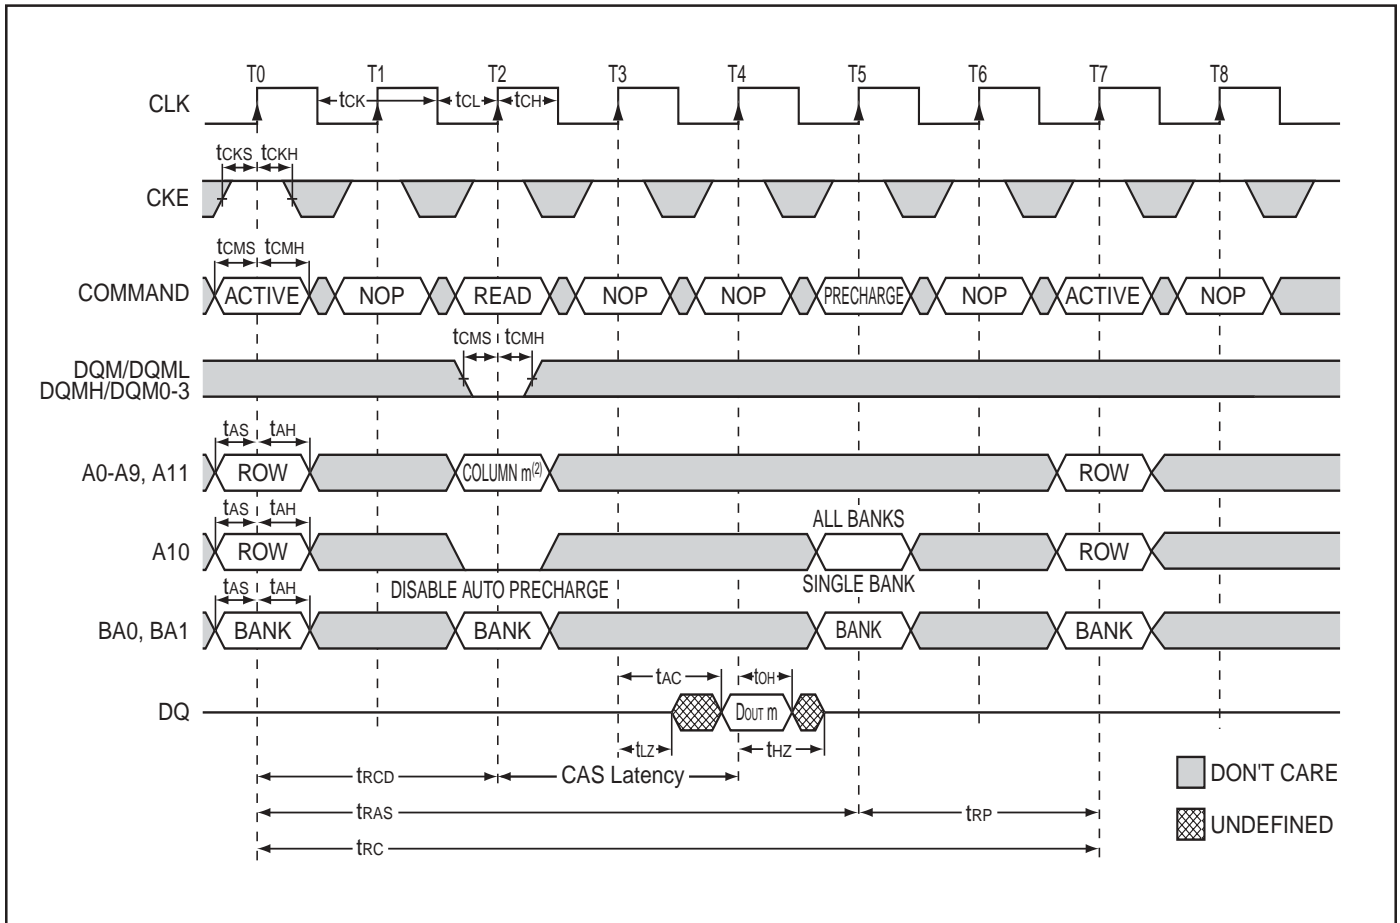 T0 T1 T2 T3 T4 T5 T6 T7 T8
CLK tCK tCL tCH
tCKS tCKH
CKE
tCMS tCMH
COMMAND ACTIVE NOP READ NOP NOP PRECHARGE NOP ACTIVE NOP
tCMS tCMH
DQM/DQML
DQMH/DQM0-3
tAS tAH
A0-A9, A11 ROW COLUMN m(2) ROW
tAS tAH ALL BANKS
A10 ROW ROW
tAS tAH DISABLE AUTO PRECHARGE SINGLE BANK
BA0, BA1 BANK BANK BANK BANK
tAC tOH
DQ DOUT m
tLZ tHZ
tRCD CAS Latency DON'T CARE
tRAS tRP
UNDEFINED
tRC